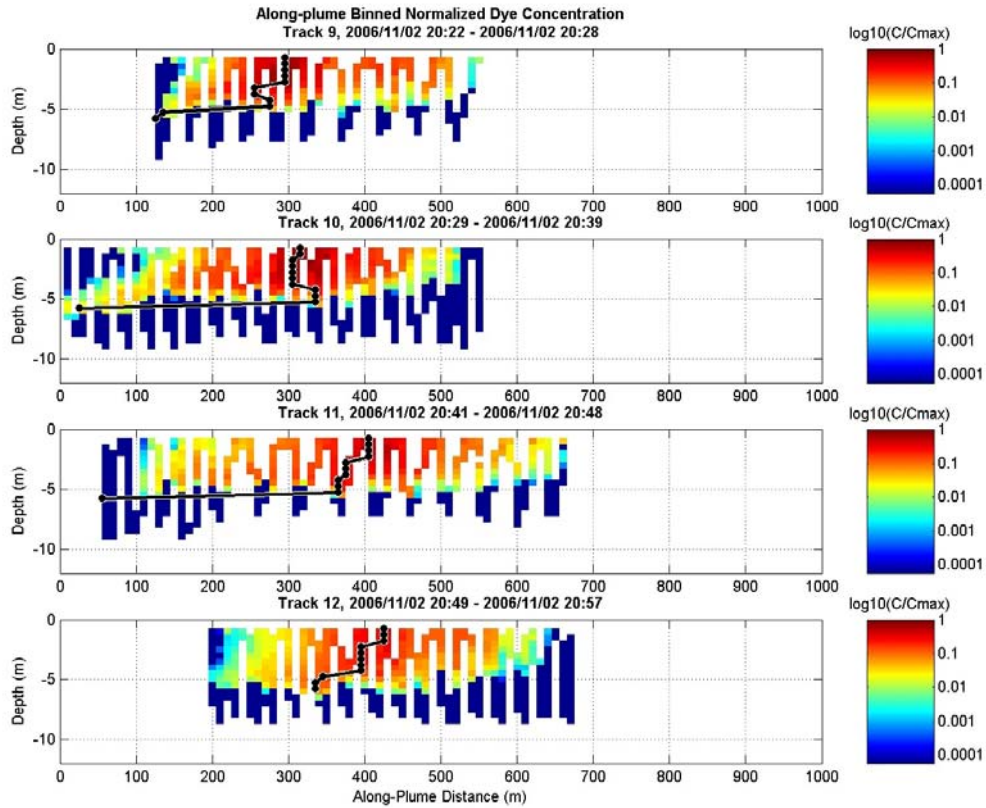 Along-plume Binned Normalized Dye Concentration
Track 9, 2006/11/02 20:22 - 2006/11/02 20:28
log10(C/Cmax)
0
-5
-10
Depth (m)
0 100 200 300 400 500 600 700 800 900 1000
1
0.1
0.01
0.001
0.0001
Track 10, 2006/11/02 20:29 - 2006/11/02 20:39
log10(C/Cmax)
0
-5
-10
Depth (m)
0 100 200 300 400 500 600 700 800 900 1000
1
0.1
0.01
0.001
0.0001
Track 11, 2006/11/02 20:41 - 2006/11/02 20:48
log10(C/Cmax)
0
-5
-10
Depth (m)
0 100 200 300 400 500 600 700 800 900 1000
1
0.1
0.01
0.001
0.0001
Track 12, 2006/11/02 20:49 - 2006/11/02 20:57
log10(C/Cmax)
0
-5
-10
Depth (m)
0 100 200 300 400 500 600 700 800 900 1000
1
0.1
0.01
0.001
0.0001
Along-Plume Distance (m)